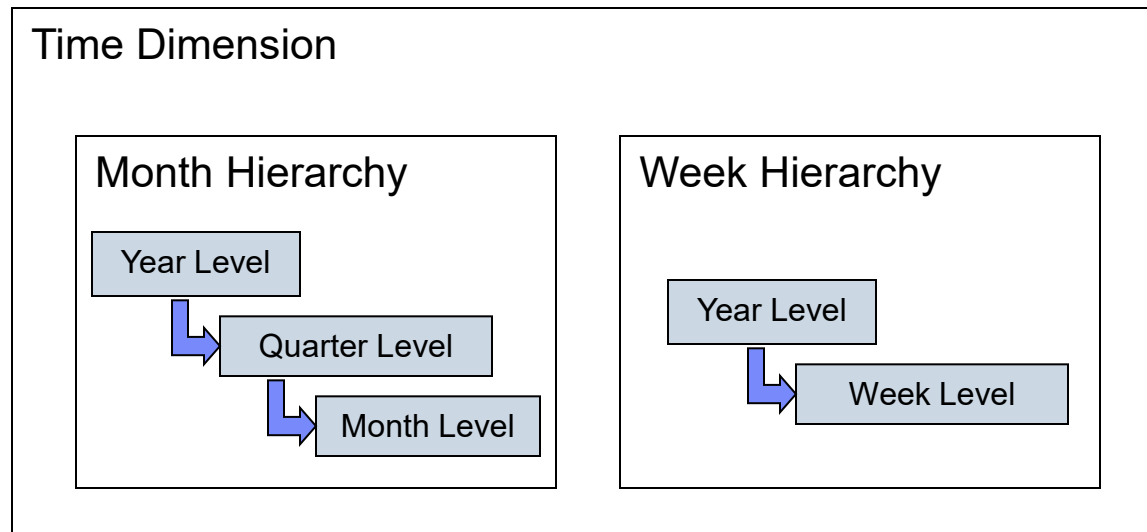 Time Dimension
Month Hierarchy
Year Level
Quarter Level
Month Level
Week Hierarchy
Year Level
Week Level